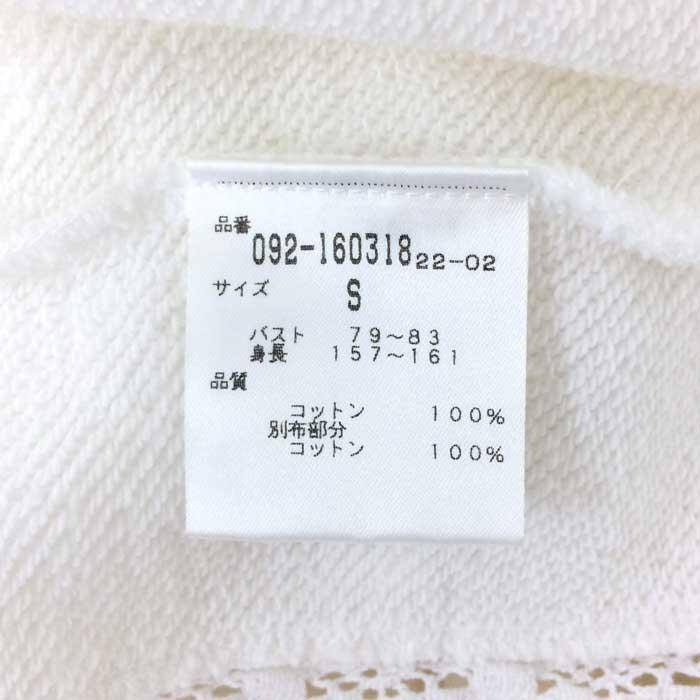 品番
092-160318 22-02
サイズ S
バスト 79～83
身長 157～161
品質
コットン 100%
別布部分
コットン 100%